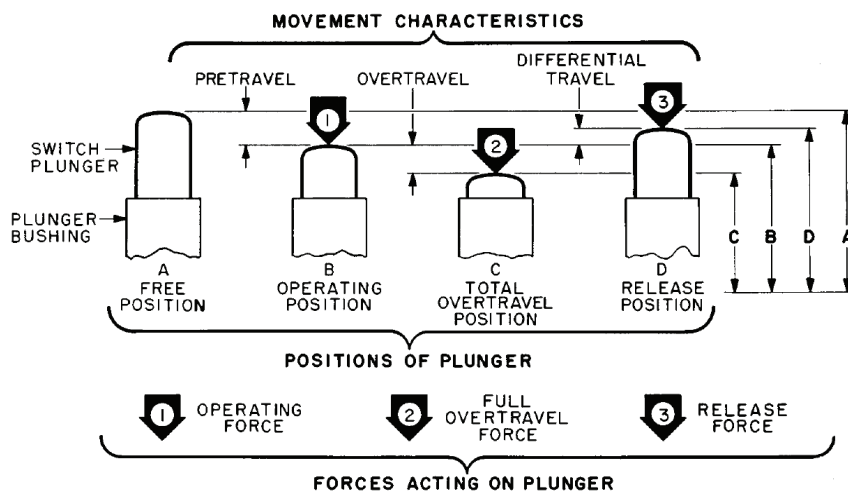 MOVEMENT CHARACTERISTICS
PRETRAVEL
OVERTRAVEL
DIFFERENTIAL
TRAVEL
1
2
3
SWITCH
PLUNGER
PLUNGER
BUSHING
A
FREE
POSITION
B
OPERATING
POSITION
C
TOTAL
OVERTRAVEL
POSITION
D
RELEASE
POSITION
C
B
D
A
POSITIONS OF PLUNGER
1
OPERATING
FORCE
2
FULL
OVERTRAVEL
FORCE
3
RELEASE
FORCE
FORCES ACTING ON PLUNGER